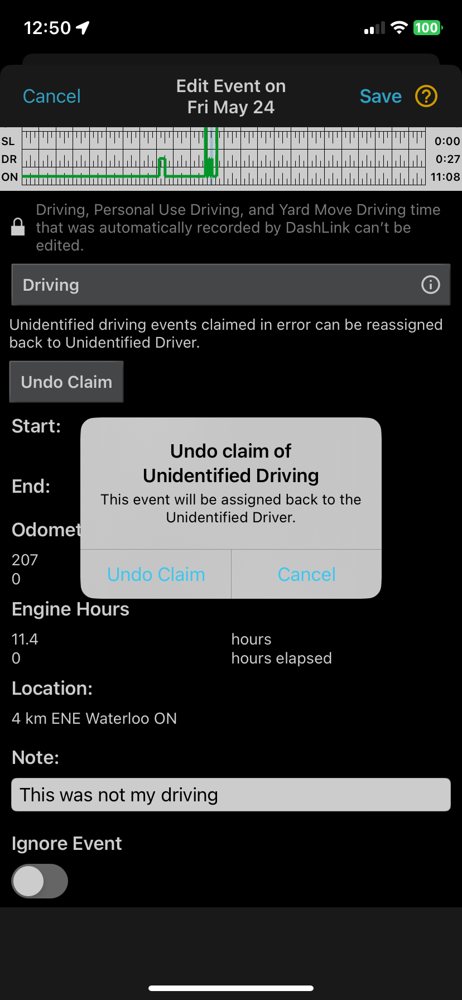 12:50
100
Cancel
Edit Event on
Fri May 24
Save
?
SL 0:00
DR 0:27
ON 11:08
Driving, Personal Use Driving, and Yard Move Driving time
that was automatically recorded by DashLink can’t be
edited.
Driving
Unidentified driving events claimed in error can be reassigned
back to Unidentified Driver.
Undo Claim
Start:
Undo claim of
Unidentified Driving
This event will be assigned back to the
Unidentified Driver.
Undo Claim Cancel
End:
Odomet
207
0
Engine Hours
11.4 hours
0 hours elapsed
Location:
4 km ENE Waterloo ON
Note:
This was not my driving
Ignore Event